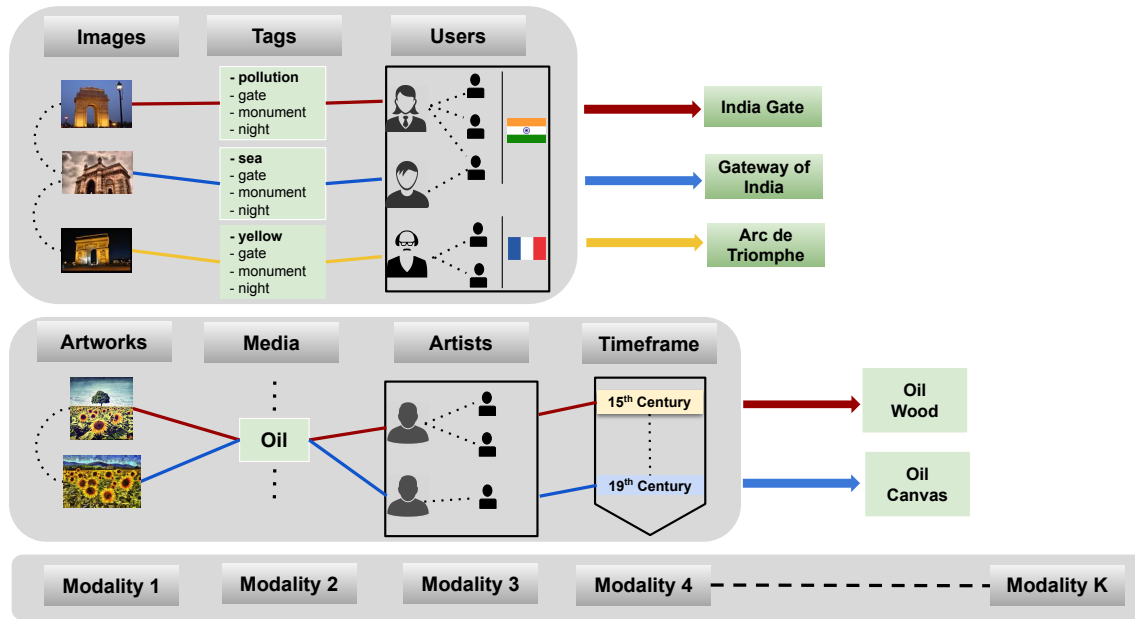 Images
Tags
Users
- pollution
- gate
- monument
- night
- sea
- gate
- monument
- night
- yellow
- gate
- monument
- night
India Gate
Gateway of
India
Arc de
Triomphe
Artworks
Media
Artists
Timeframe
Oil
15th Century
19th Century
Oil
Wood
Oil
Canvas
Modality 1
Modality 2
Modality 3
Modality 4
Modality K